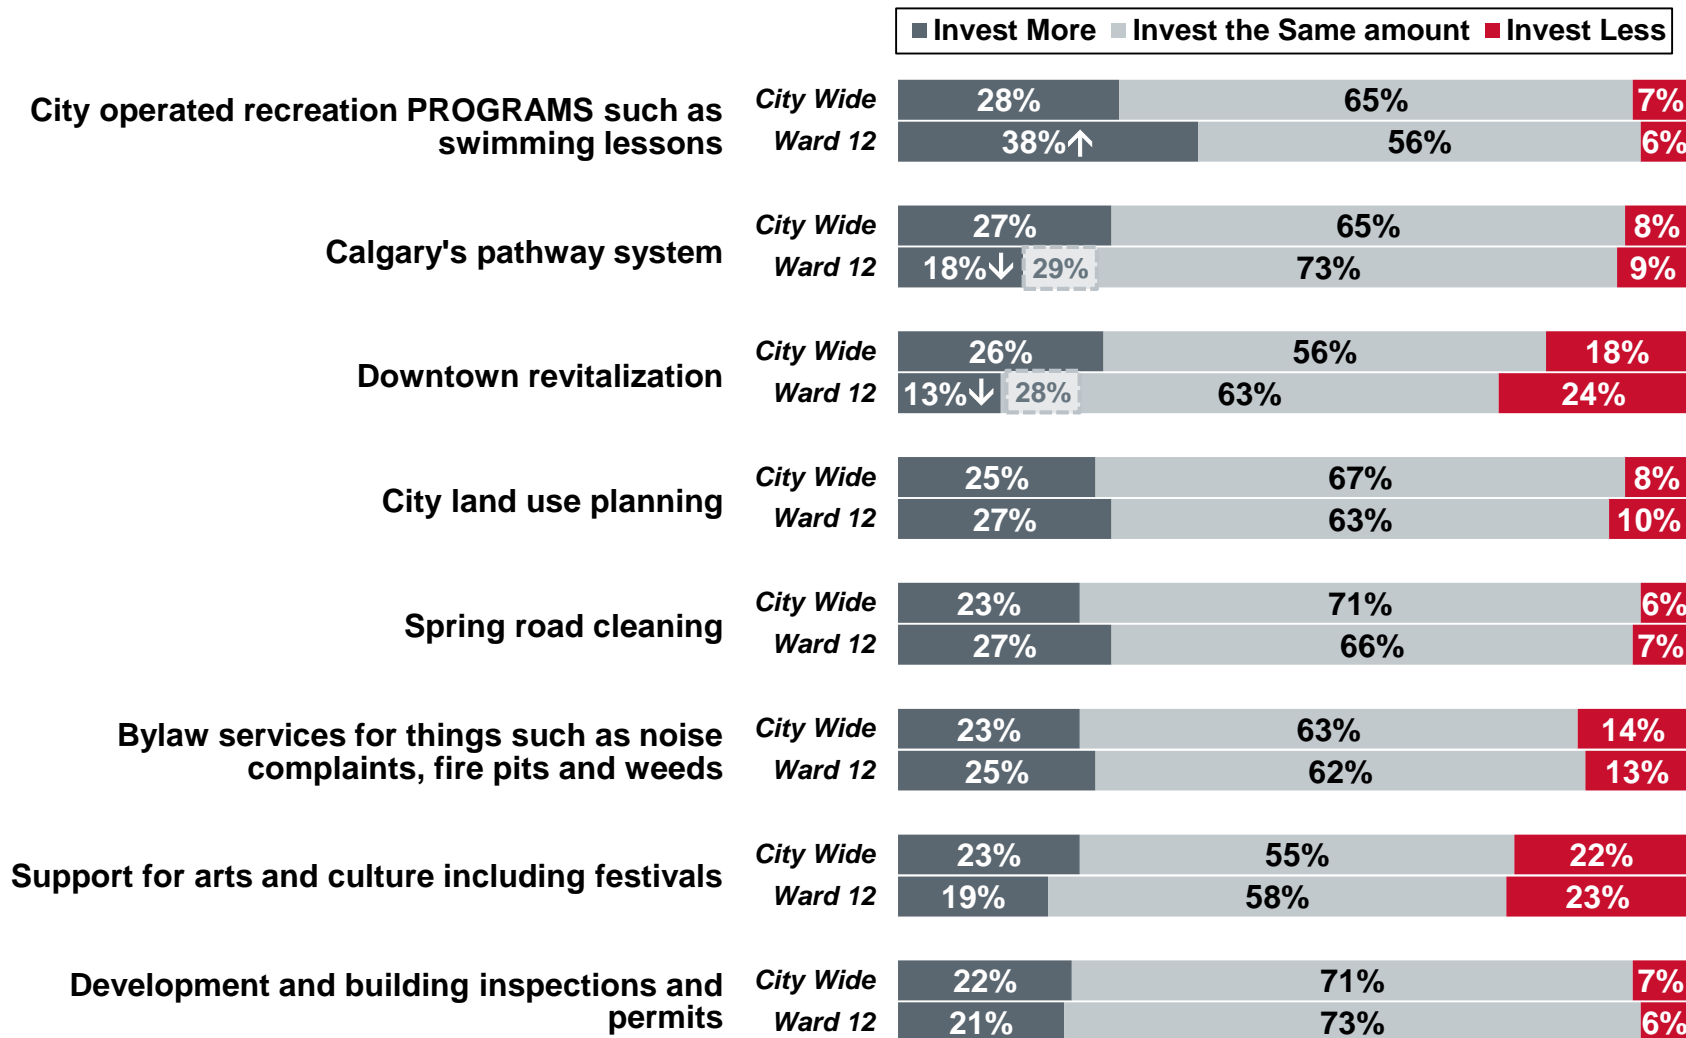 Invest More Invest the Same amount Invest Less
City operated recreation PROGRAMS such as
swimming lessons
City Wide 28% 65% 7%
Ward 12 38%↑ 56% 6%
Calgary's pathway system
City Wide 27% 65% 8%
Ward 12 18%↓ 29% 73% 9%
Downtown revitalization
City Wide 26% 56% 18%
Ward 12 13%↓ 28% 63% 24%
City land use planning
City Wide 25% 67% 8%
Ward 12 27% 63% 10%
Spring road cleaning
City Wide 23% 71% 6%
Ward 12 27% 66% 7%
Bylaw services for things such as noise
complaints, fire pits and weeds
City Wide 23% 63% 14%
Ward 12 25% 62% 13%
Support for arts and culture including festivals
City Wide 23% 55% 22%
Ward 12 19% 58% 23%
Development and building inspections and
permits
City Wide 22% 71% 7%
Ward 12 21% 73% 6%